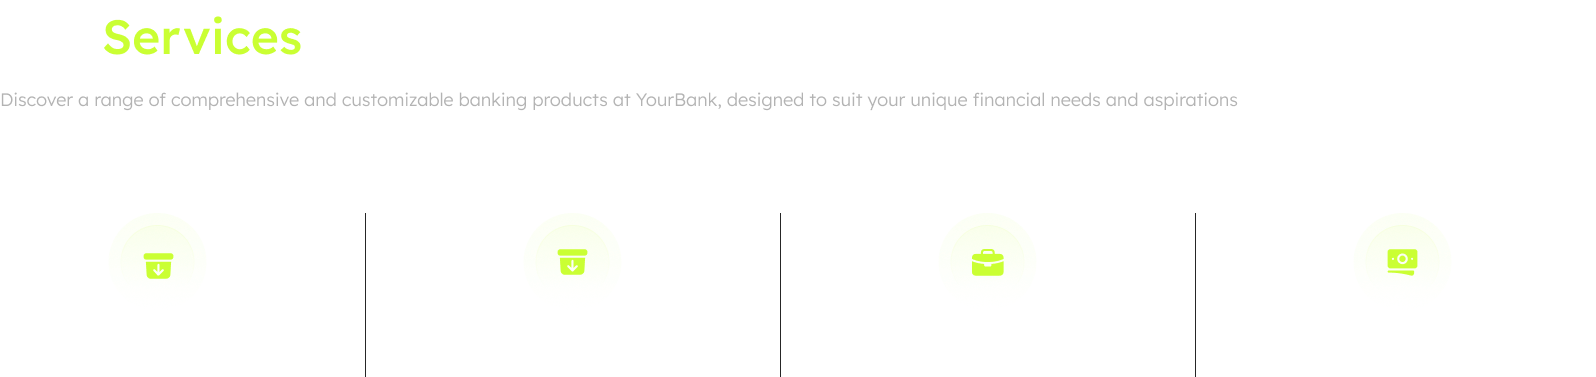 Services
Discover a range of comprehensive and customizable banking products at YourBank, designed to suit your unique financial needs and aspirations